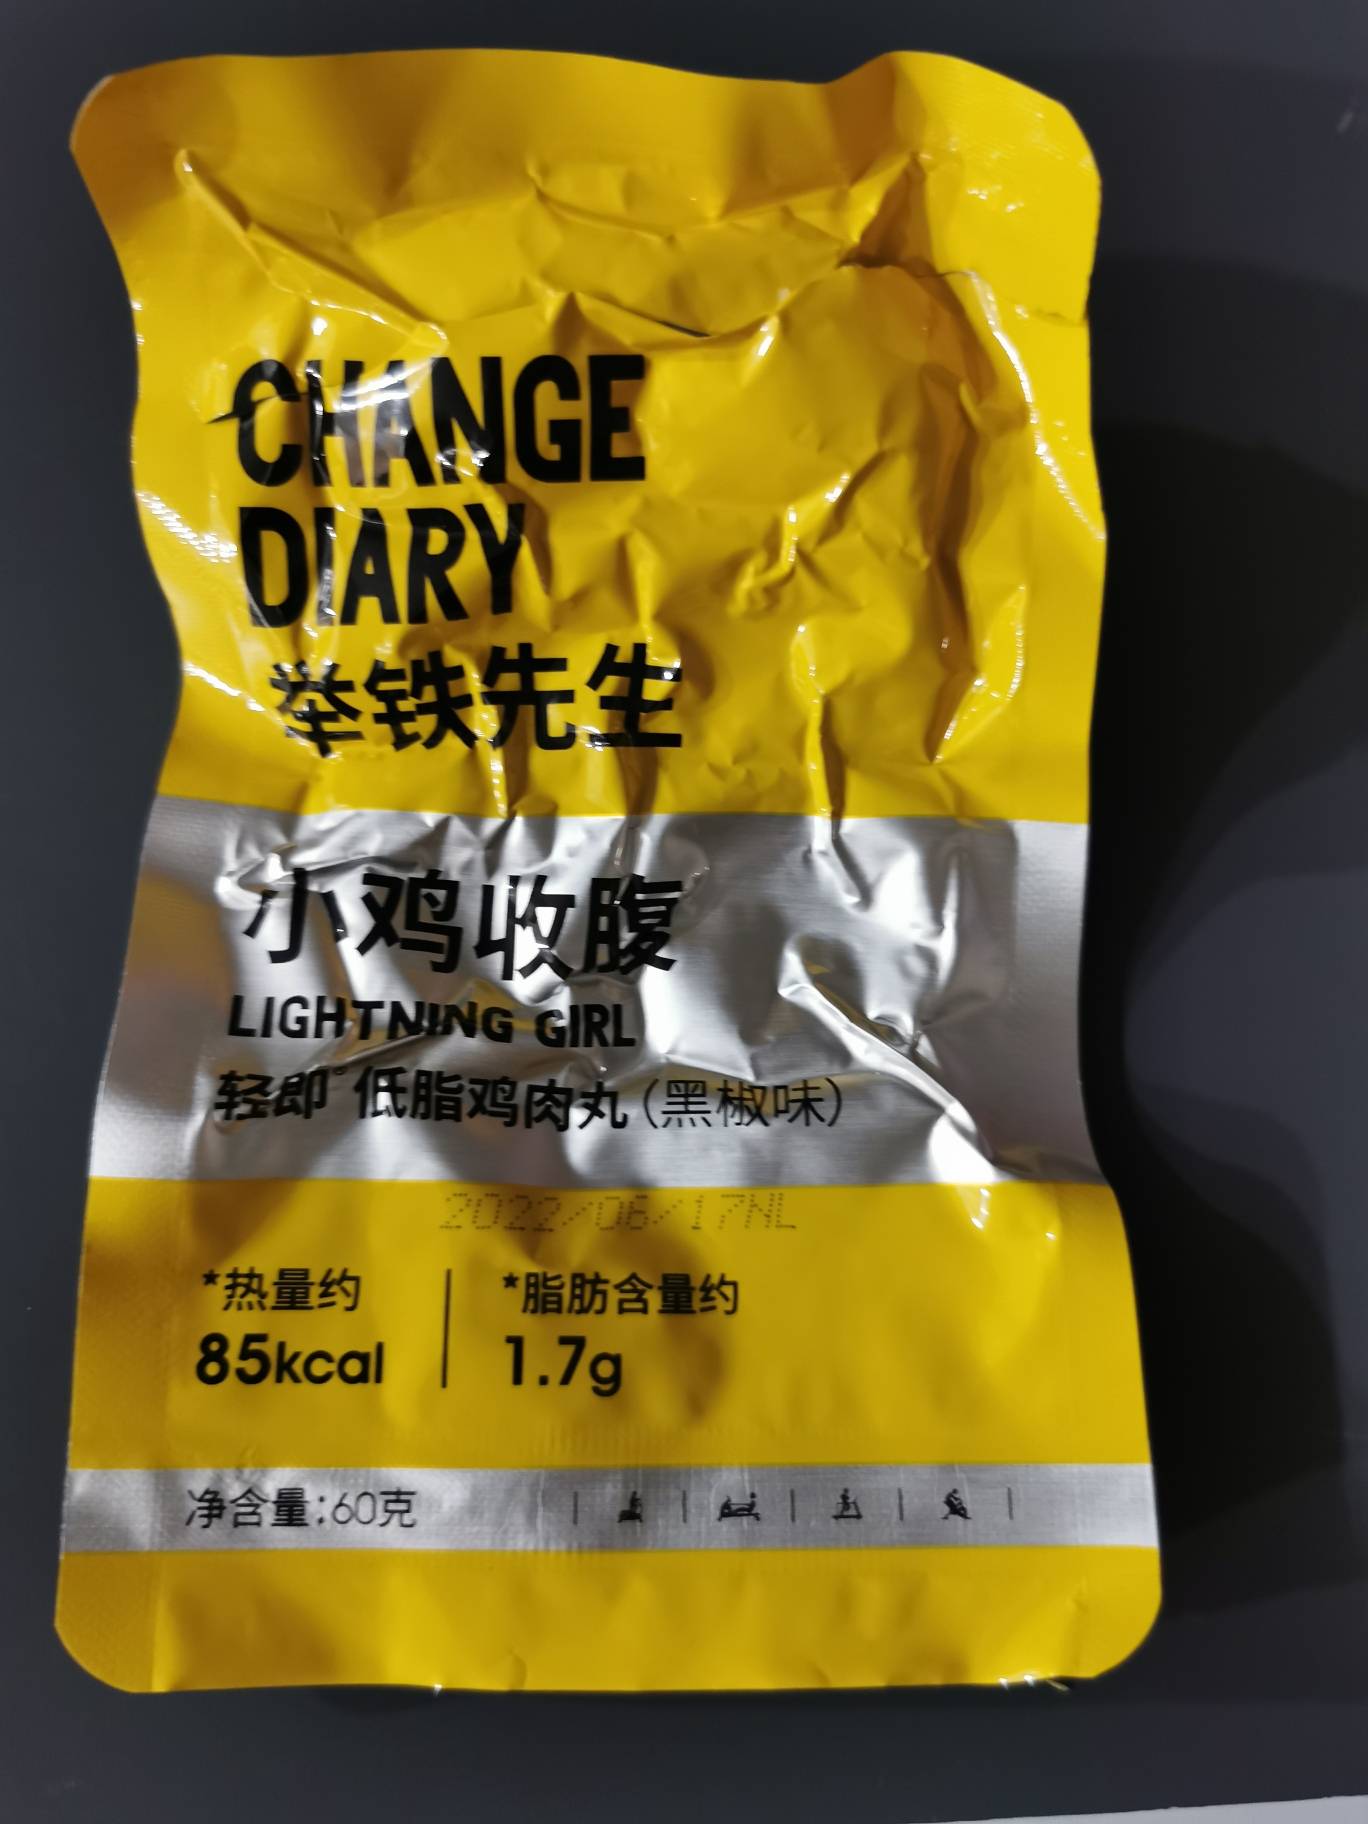 CHANGE
DIARY
举铁先生
小鸡收腹
LIGHTNING GIRL
轻即®低脂鸡肉丸(黑椒味)
2022/06/17NL
*热量约
85kcal
*脂肪含量约
1.7g
净含量:60克